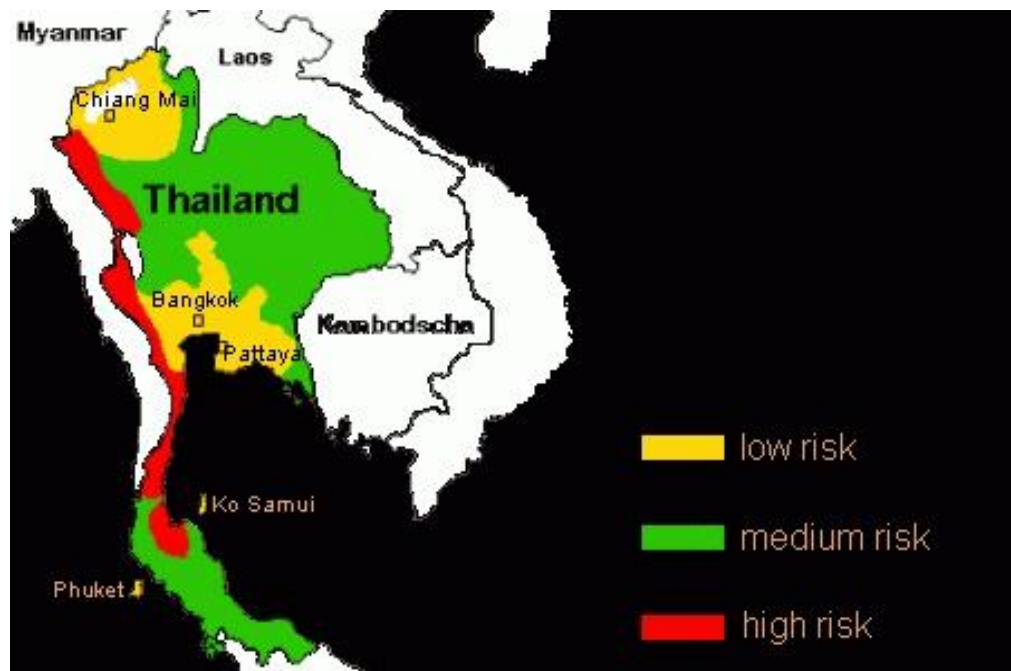 Myanmar
Laos
Chiang Mai
Thailand
Bangkok
Kambodscha
Pattaya
low risk
Ko Samui
medium risk
Phuket
high risk